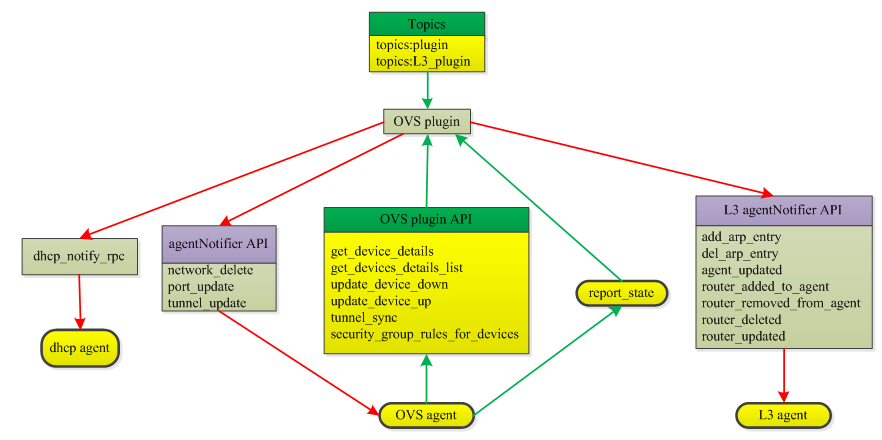 Topics
topics:plugin
topics:L3_plugin
OVS plugin
dhcp_notify_rpc
dhcp agent
agentNotifier API
network_delete
port_update
tunnel_update
OVS plugin API
get_device_details
get_devices_details_list
update_device_down
update_device_up
tunnel_sync
security_group_rules_for_devices
OVS agent
report_state
L3 agentNotifier API
add_arp_entry
del_arp_entry
agent_updated
router_added_to_agent
router_removed_from_agent
router_deleted
router_updated
L3 agent